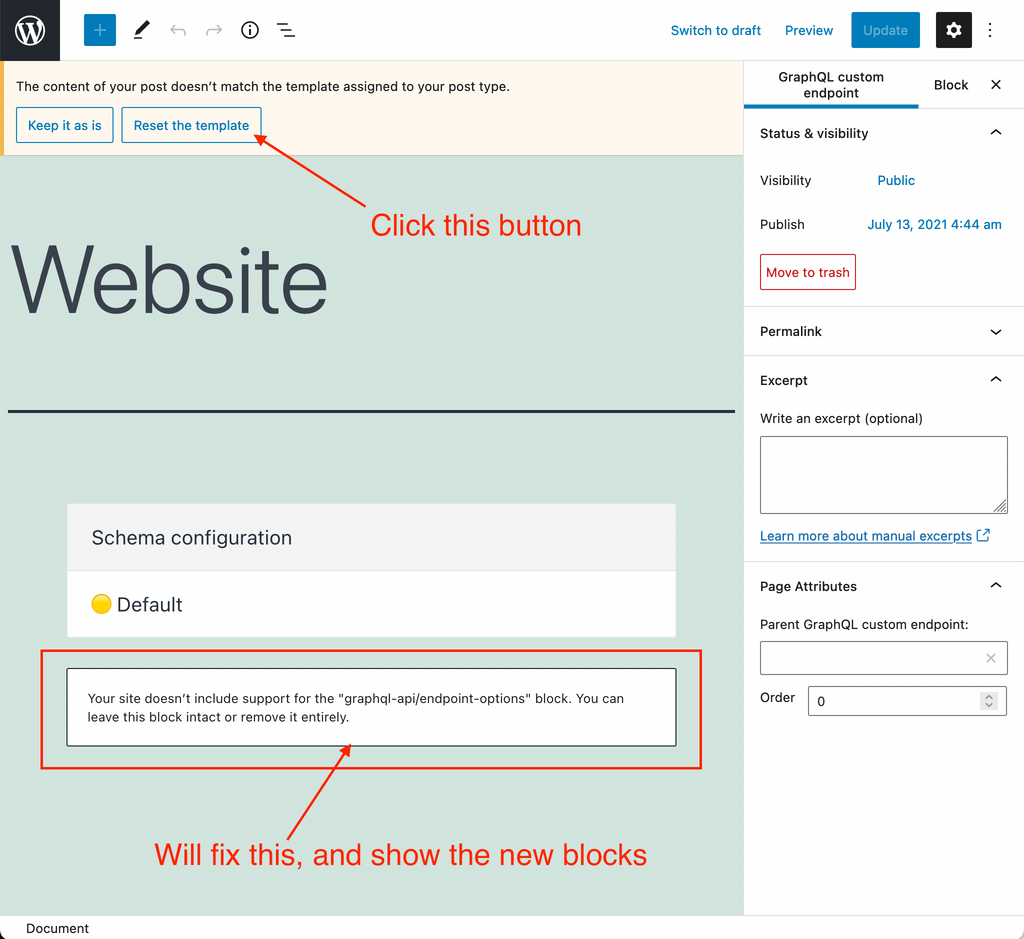 Switch to draft
Preview
Update
The content of your post doesn’t match the template assigned to your post type.
Keep it as is
Reset the template
Click this button
Website
Schema configuration
Default
Your site doesn’t include support for the "graphql-api/endpoint-options" block. You can
leave this block intact or remove it entirely.
Will fix this, and show the new blocks
GraphQL custom
endpoint
Block
Status & visibility
Visibility
Public
Publish
July 13, 2021 4:44 am
Move to trash
Permalink
Excerpt
Write an excerpt (optional)
Learn more about manual excerpts
Page Attributes
Parent GraphQL custom endpoint:
Order
0
Document